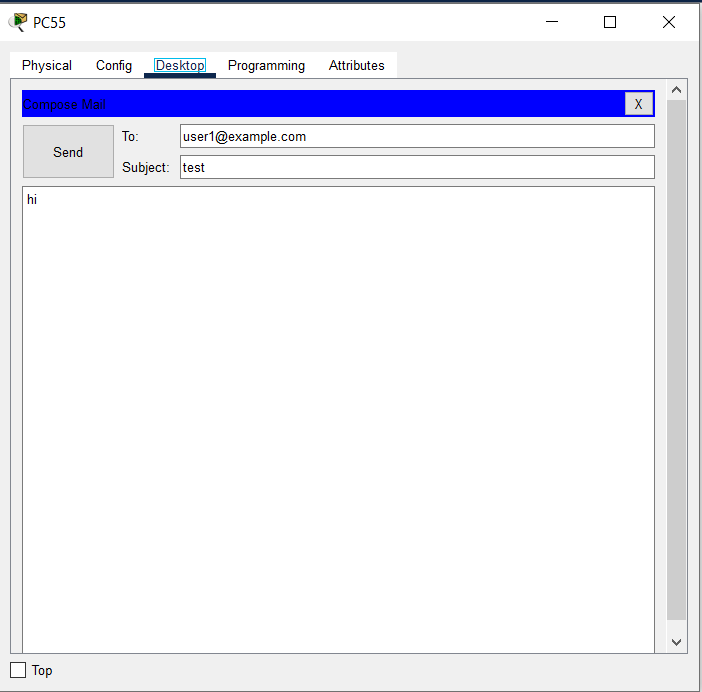 PC55
Physical Config Desktop Programming Attributes
Compose Mail X
Send
To: user1@example.com
Subject: test
hi
Top